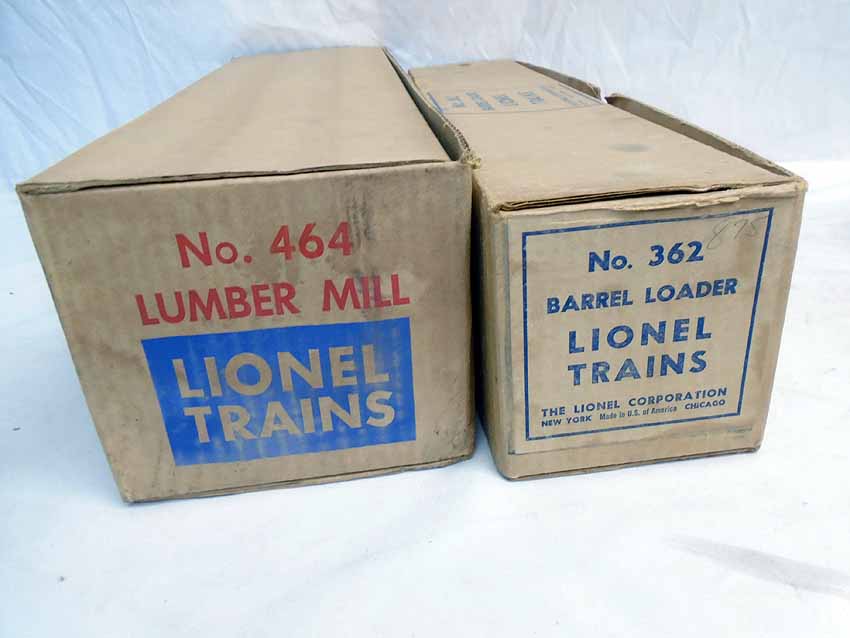 No. 464
LUMBER MILL
LIONEL
TRAINS
No. 362
875
BARREL LOADER
LIONEL
TRAINS
THE LIONEL CORPORATION
NEW YORK Made in U.S. of America CHICAGO